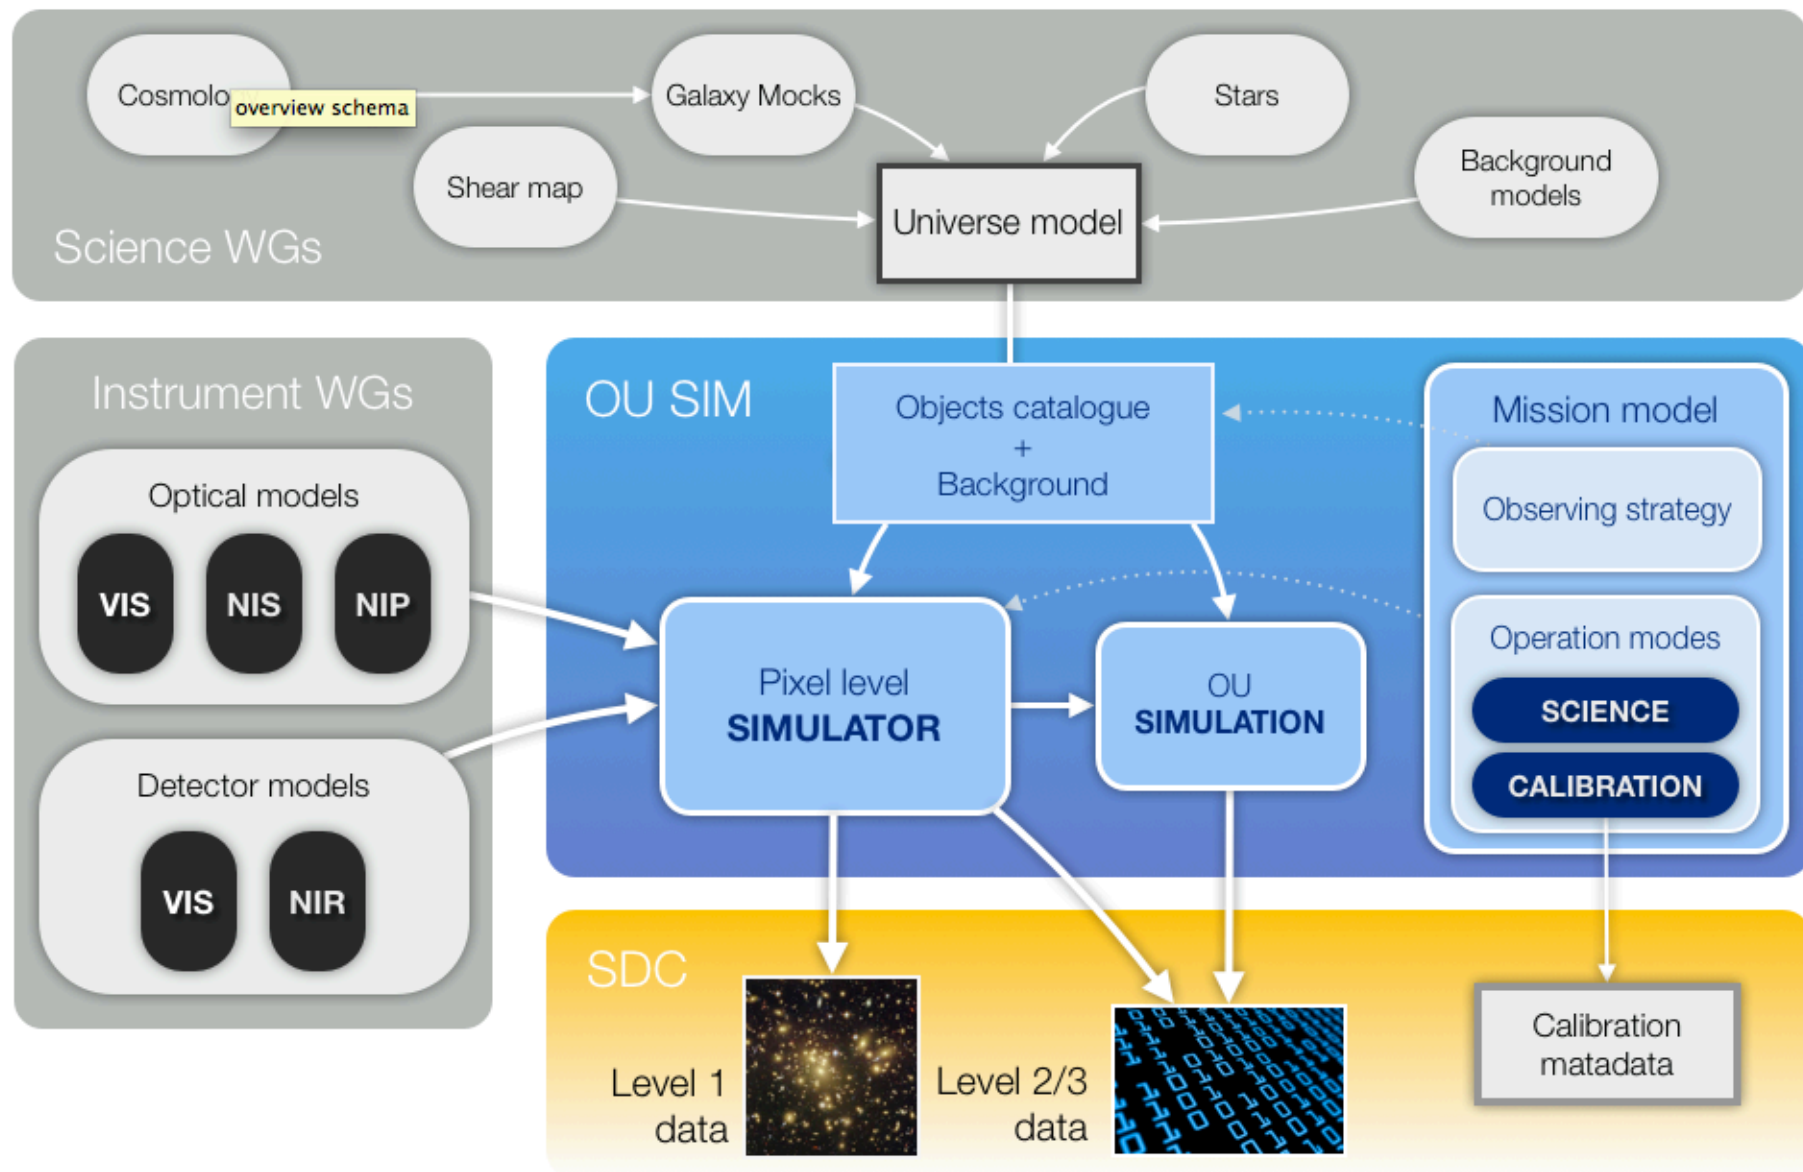 Cosmolo
overview schema
Galaxy Mocks
Stars
Shear map
Background
models
Universe model
Science WGs
Instrument WGs
Optical models
VIS
NIS
NIP
Detector models
VIS
NIR
OU SIM
Objects catalogue
+
Background
Mission model
Observing strategy
Operation modes
SCIENCE
CALIBRATION
Pixel level
SIMULATOR
OU
SIMULATION
SDC
Level 1
data
Level 2/3
data
Calibration
matadata